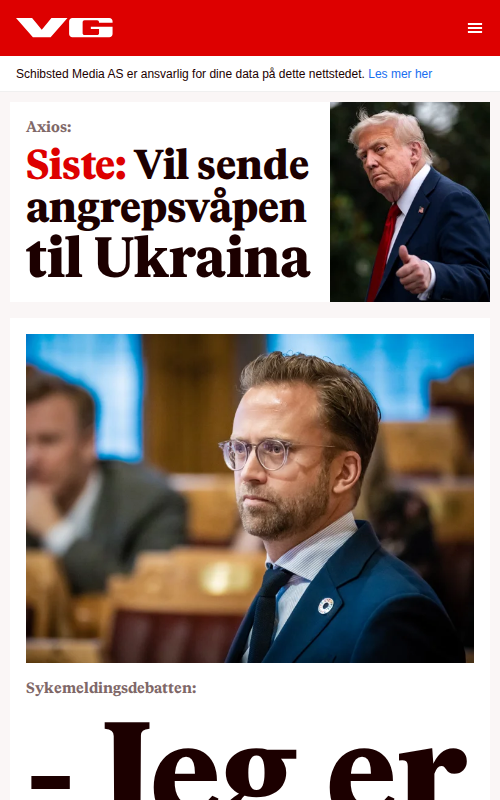 VG
Schibsted Media AS er ansvarlig for dine data på dette nettstedet. Les mer her
Axios:
Siste: Vil sende
angrepsvåpen
til Ukraina
Sykemeldingsdebatten:
- Jeg er